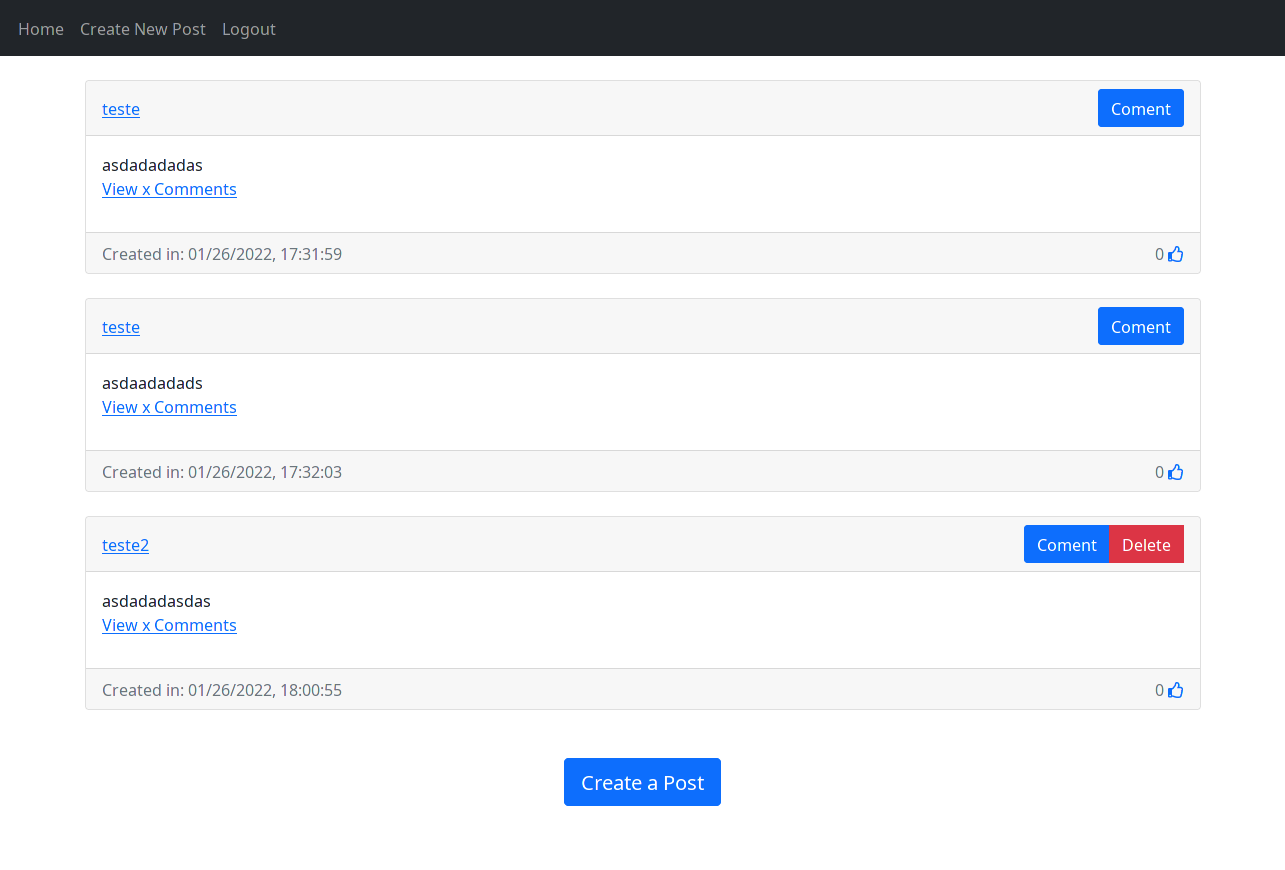 Home Create New Post Logout
teste Coment
asdadadadas
View x Comments
Created in: 01/26/2022, 17:31:59 0
teste Coment
asdaadadads
View x Comments
Created in: 01/26/2022, 17:32:03 0
teste2 Coment Delete
asdadadasdas
View x Comments
Created in: 01/26/2022, 18:00:55 0
Create a Post